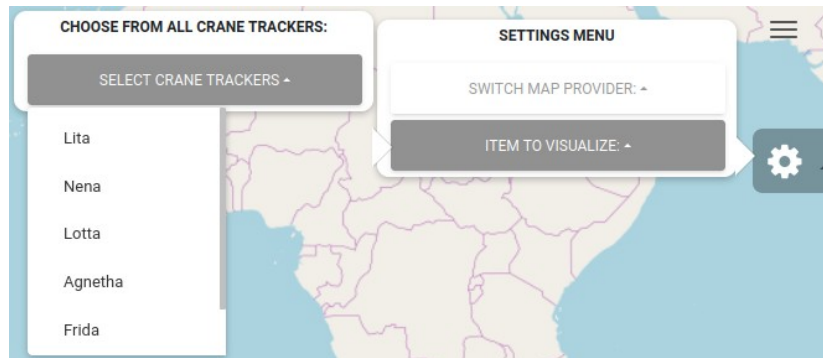 CHOOSE FROM ALL CRANE TRACKERS:
SELECT CRANE TRACKERS
Lita
Nena
Lotta
Agnetha
Frida
SETTINGS MENU
SWITCH MAP PROVIDER:
ITEM TO VISUALIZE: